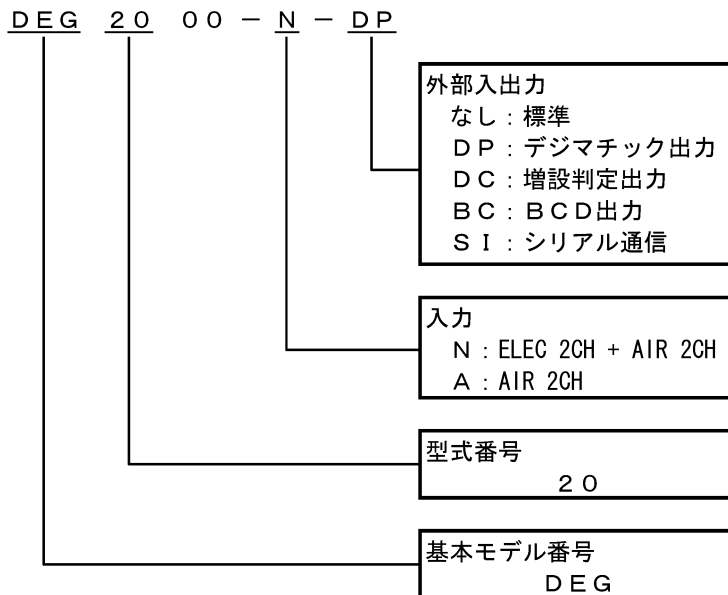 DEG 20 00-N-DP
外部入出力
なし：標準
DP：デジマチック出力
DC：増設判定出力
BC：BCD出力
SI：シリアル通信
入力
N：ELEC 2CH + AIR 2CH
A：AIR 2CH
型式番号
20
基本モデル番号
DEG